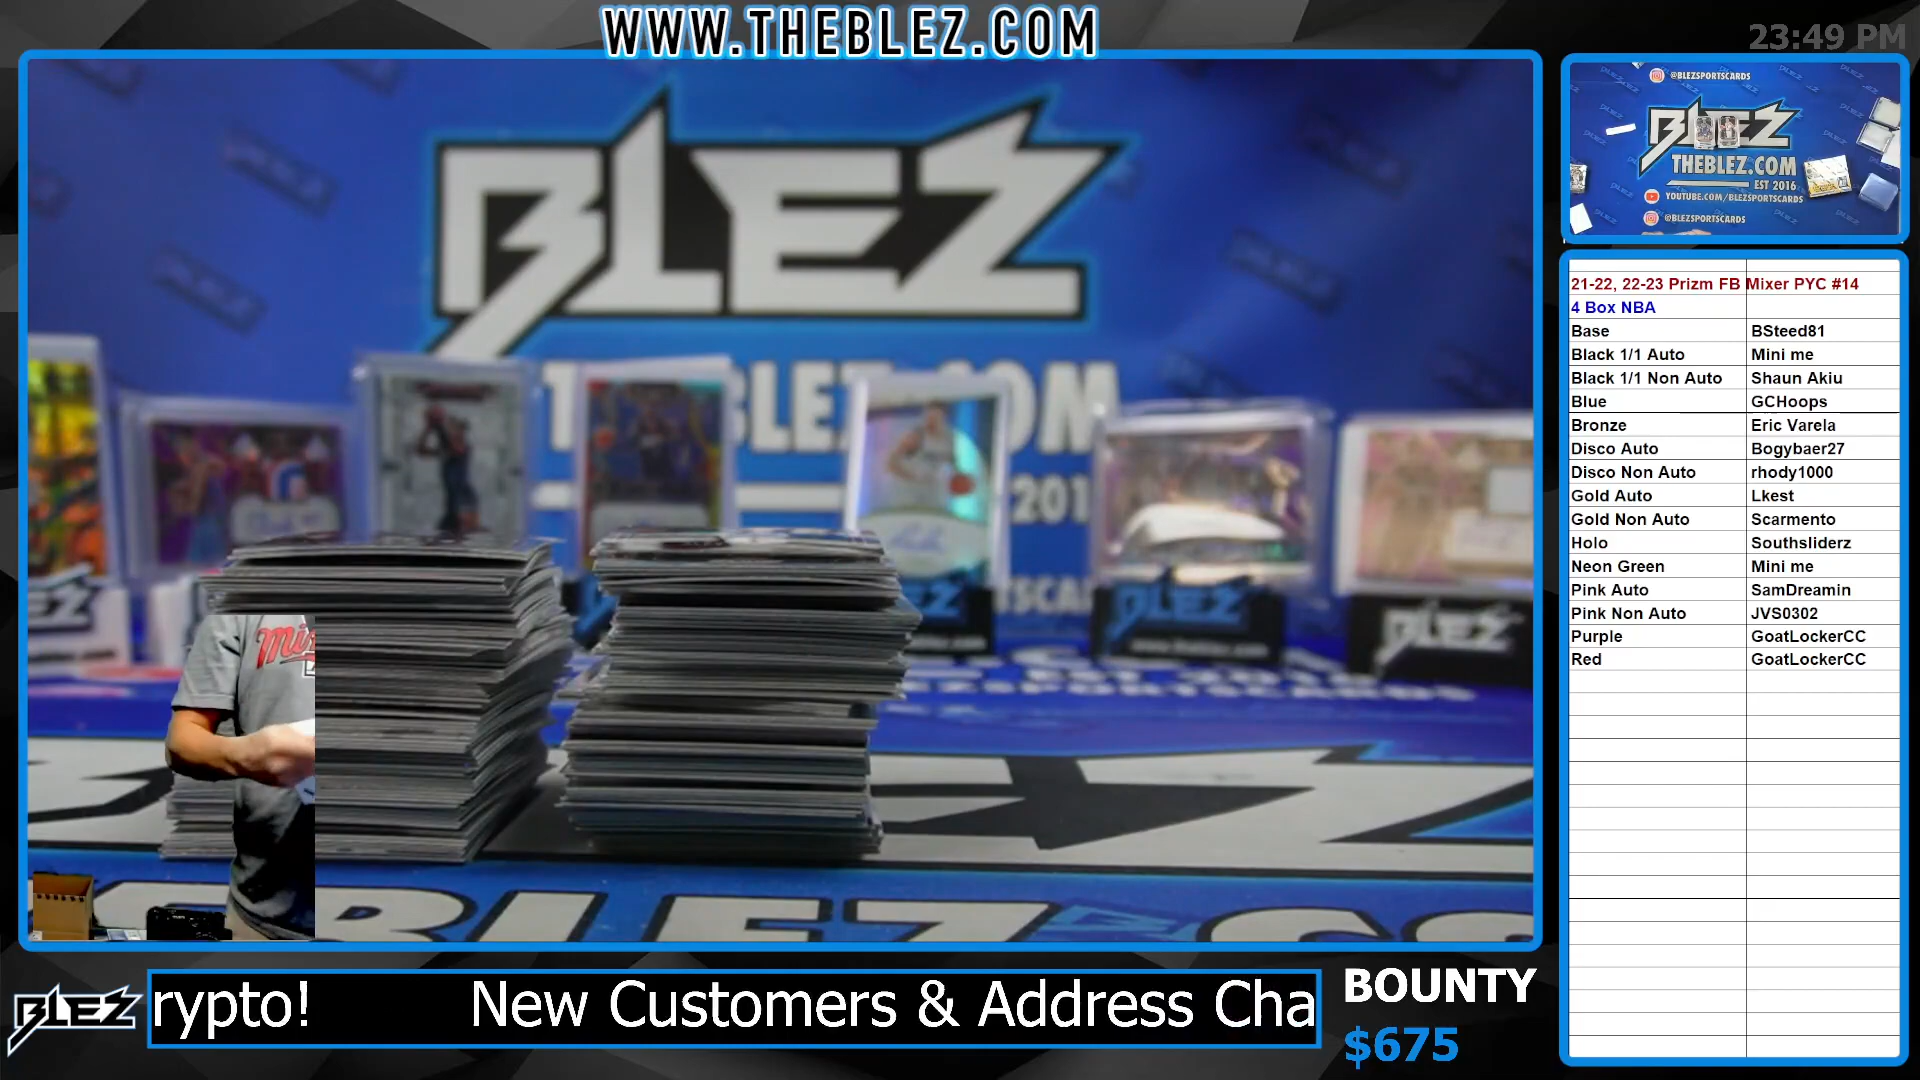 WWW.THEBLEZ.COM
23:49 PM
BLEZ
THEBLEZ.COM
@BLEZSPORTSCARDS
BLEZ
THEBLEZ.COM
EST 2016
YOUTUBE.COM/BLEZSPORTSCARDS
@BLEZSPORTSCARDS
21-22, 22-23 Prizm FB Mixer PYC #14
4 Box NBA
Base BSteed81
Black 1/1 Auto Mini me
Black 1/1 Non Auto Shaun Akiu
Blue GCHoops
Bronze Eric Varela
Disco Auto Bogybaer27
Disco Non Auto rhody1000
Gold Auto Lkest
Gold Non Auto Scarmento
Holo Southsliderz
Neon Green Mini me
Pink Auto SamDreamin
Pink Non Auto JVS0302
Purple GoatLockerCC
Red GoatLockerCC
BLEZ
rypto! New Customers & Address Cha
BOUNTY
$675